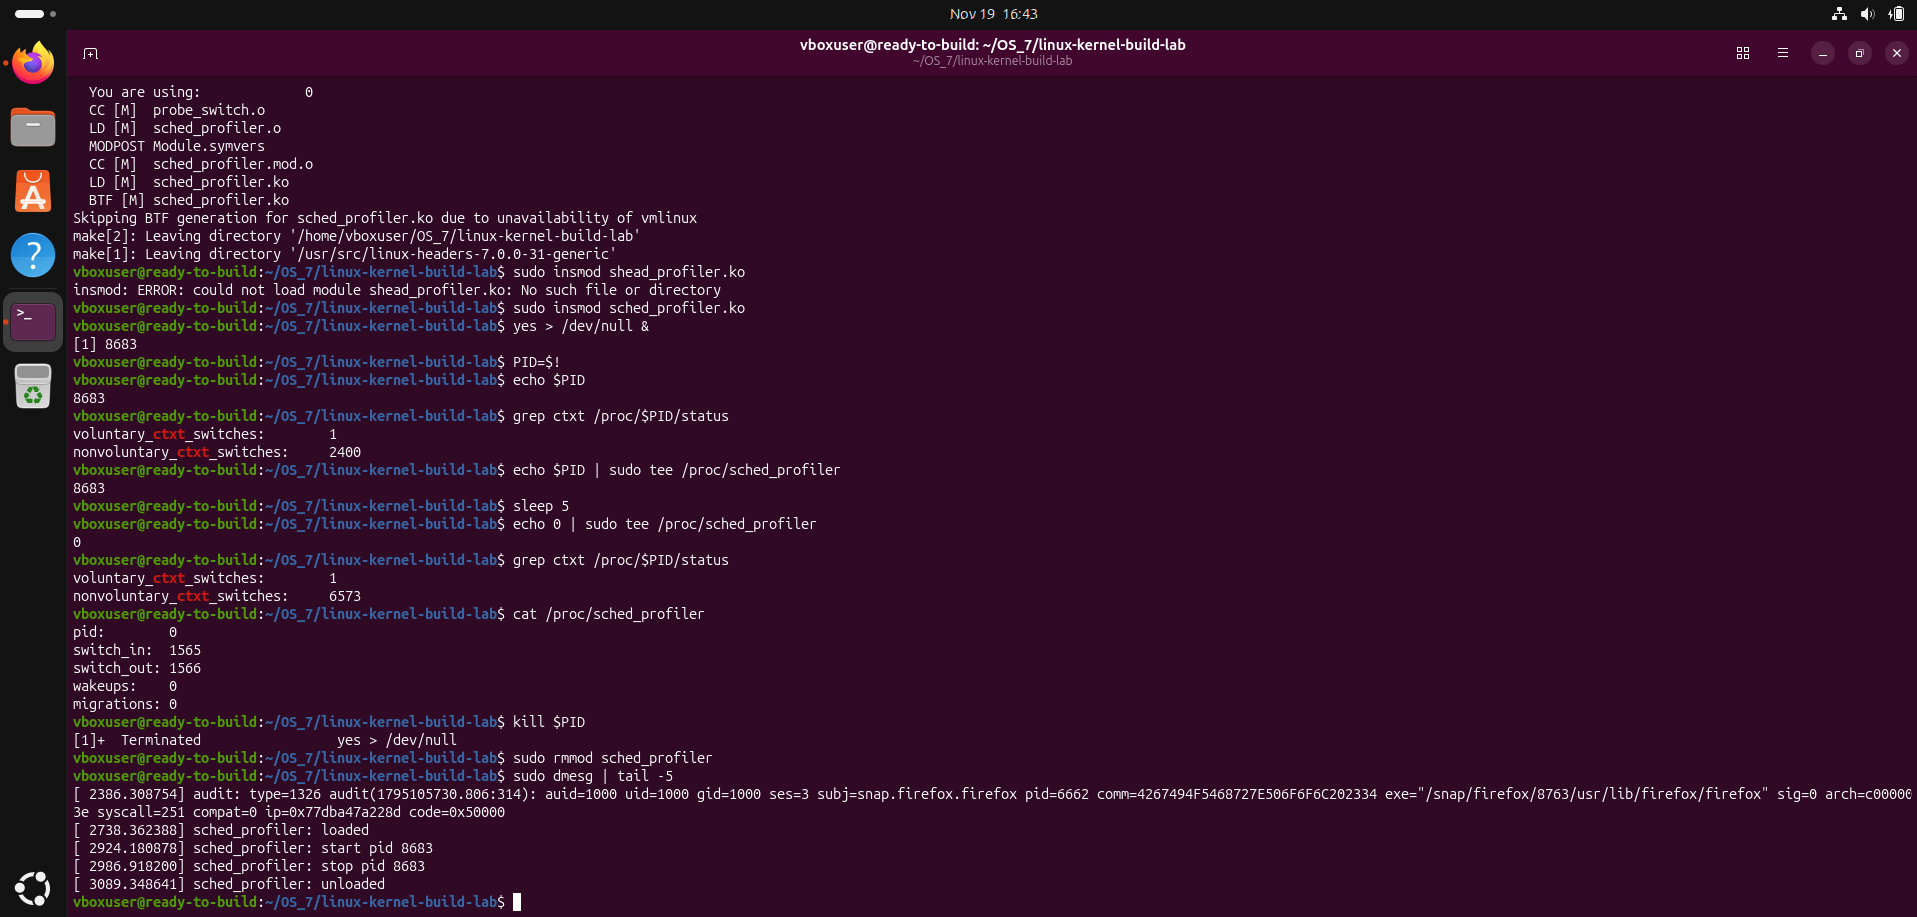 Nov 19 16:43
vboxuser@ready-to-build: ~/OS_7/linux-kernel-build-lab
~/OS_7/linux-kernel-build-lab
You are using: 0
CC [M] probe_switch.o
LD [M] sched_profiler.o
MODPOST Module.symvers
CC [M] sched_profiler.mod.o
LD [M] sched_profiler.ko
BTF [M] sched_profiler.ko
Skipping BTF generation for sched_profiler.ko due to unavailability of vmlinux
make[2]: Leaving directory '/home/vboxuser/OS_7/linux-kernel-build-lab'
make[1]: Leaving directory '/usr/src/linux-headers-7.0.0-31-generic'
vboxuser@ready-to-build:~/OS_7/linux-kernel-build-lab$ sudo insmod shead_profiler.ko
insmod: ERROR: could not load module shead_profiler.ko: No such file or directory
vboxuser@ready-to-build:~/OS_7/linux-kernel-build-lab$ sudo insmod sched_profiler.ko
vboxuser@ready-to-build:~/OS_7/linux-kernel-build-lab$ yes > /dev/null &
[1] 8683
vboxuser@ready-to-build:~/OS_7/linux-kernel-build-lab$ PID=$!
vboxuser@ready-to-build:~/OS_7/linux-kernel-build-lab$ echo $PID
8683
vboxuser@ready-to-build:~/OS_7/linux-kernel-build-lab$ grep ctxt /proc/$PID/status
voluntary_ctxt_switches: 1
nonvoluntary_ctxt_switches: 2400
vboxuser@ready-to-build:~/OS_7/linux-kernel-build-lab$ echo $PID | sudo tee /proc/sched_profiler
8683
vboxuser@ready-to-build:~/OS_7/linux-kernel-build-lab$ sleep 5
vboxuser@ready-to-build:~/OS_7/linux-kernel-build-lab$ echo 0 | sudo tee /proc/sched_profiler
0
vboxuser@ready-to-build:~/OS_7/linux-kernel-build-lab$ grep ctxt /proc/$PID/status
voluntary_ctxt_switches: 1
nonvoluntary_ctxt_switches: 6573
vboxuser@ready-to-build:~/OS_7/linux-kernel-build-lab$ cat /proc/sched_profiler
pid: 0
switch_in: 1565
switch_out: 1566
wakeups: 0
migrations: 0
vboxuser@ready-to-build:~/OS_7/linux-kernel-build-lab$ kill $PID
[1]+ Terminated yes > /dev/null
vboxuser@ready-to-build:~/OS_7/linux-kernel-build-lab$ sudo rmmod sched_profiler
vboxuser@ready-to-build:~/OS_7/linux-kernel-build-lab$ sudo dmesg | tail -5
[ 2386.308754] audit: type=1326 audit(1795105730.806:314): auid=1000 uid=1000 gid=1000 ses=3 subj=snap.firefox.firefox pid=6662 comm=4267494F5468727E506F6F6C202334 exe="/snap/firefox/8763/usr/lib/firefox/firefox" sig=0 arch=c00000
3e syscall=251 compat=0 ip=0x77dba47a228d code=0x50000
[ 2738.362388] sched_profiler: loaded
[ 2924.180878] sched_profiler: start pid 8683
[ 2986.918200] sched_profiler: stop pid 8683
[ 3089.348641] sched_profiler: unloaded
vboxuser@ready-to-build:~/OS_7/linux-kernel-build-lab$